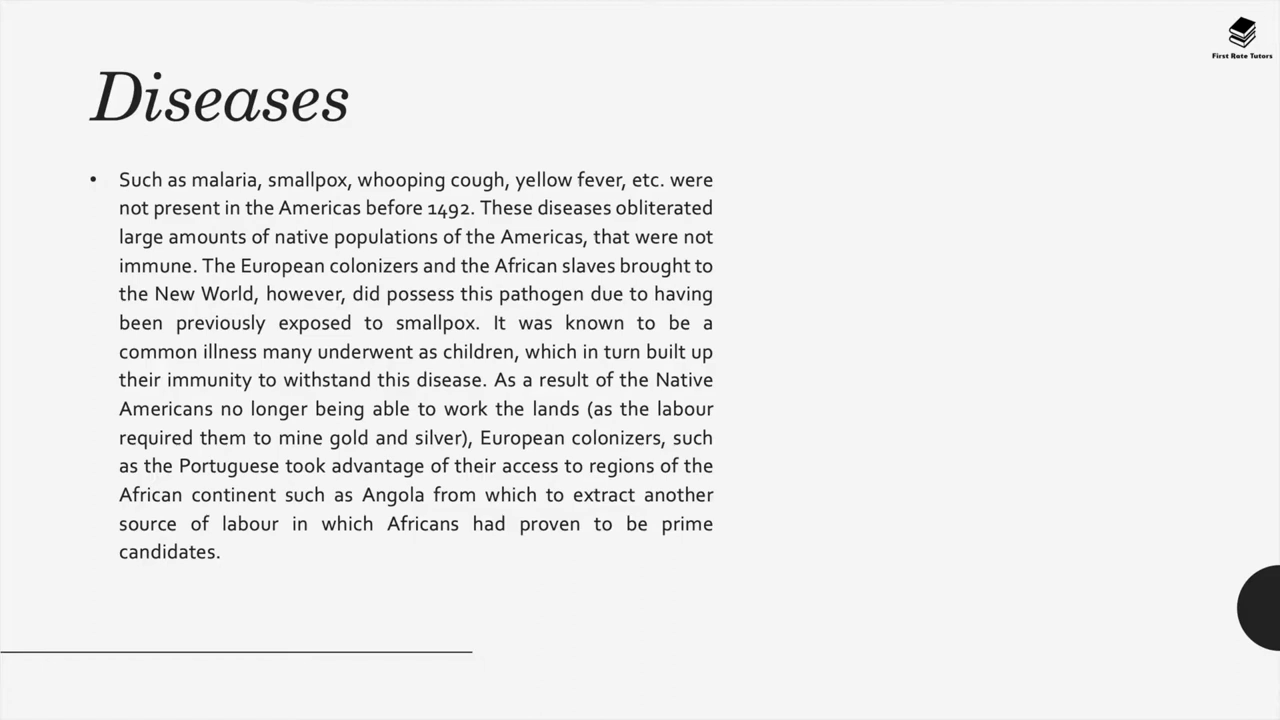 First Rate Tutors
Diseases
• Such as malaria, smallpox, whooping cough, yellow fever, etc. were
not present in the Americas before 1492. These diseases obliterated
large amounts of native populations of the Americas, that were not
immune. The European colonizers and the African slaves brought to
the New World, however, did possess this pathogen due to having
been previously exposed to smallpox. It was known to be a
common illness many underwent as children, which in turn built up
their immunity to withstand this disease. As a result of the Native
Americans no longer being able to work the lands (as the labour
required them to mine gold and silver), European colonizers, such
as the Portuguese took advantage of their access to regions of the
African continent such as Angola from which to extract another
source of labour in which Africans had proven to be prime
candidates.